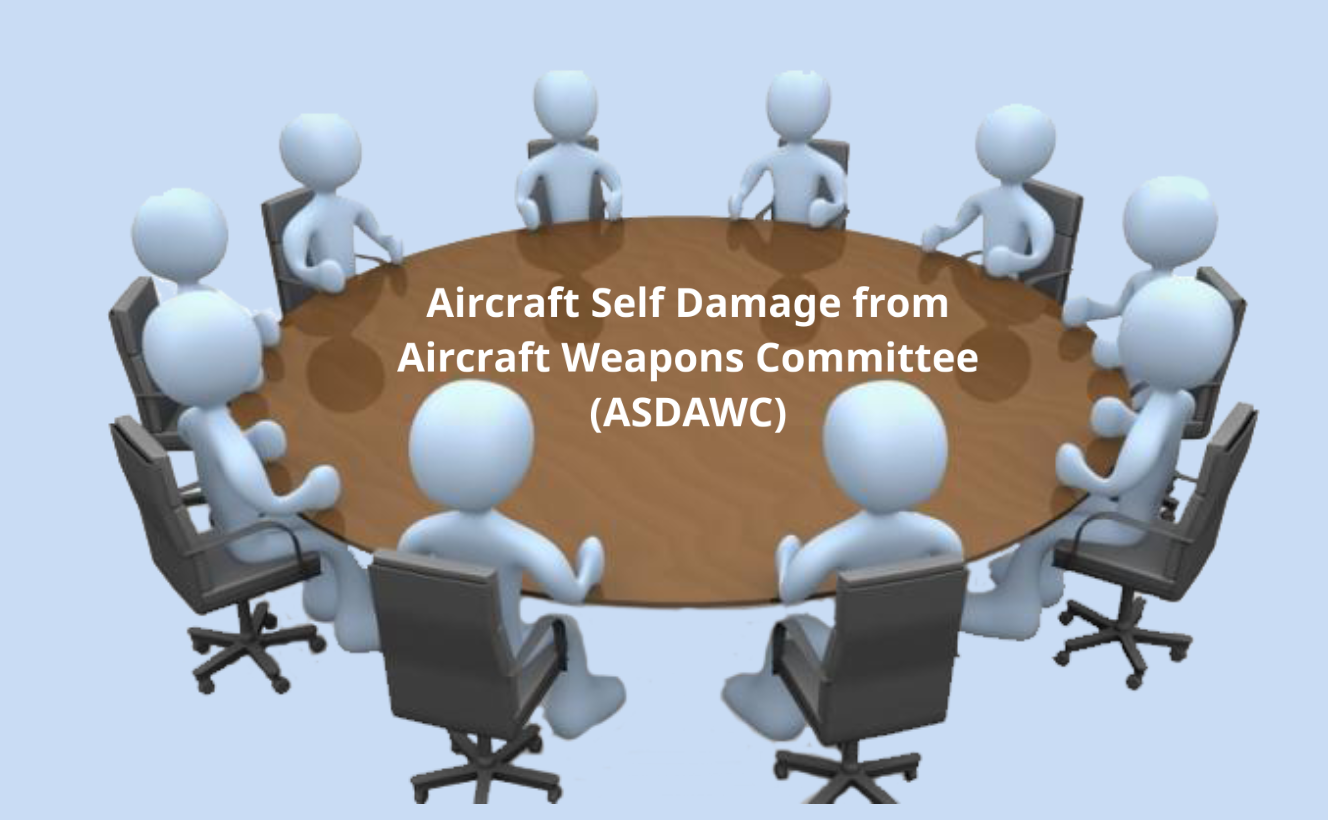 Aircraft Self Damage from
Aircraft Weapons Committee
(ASDAWC)